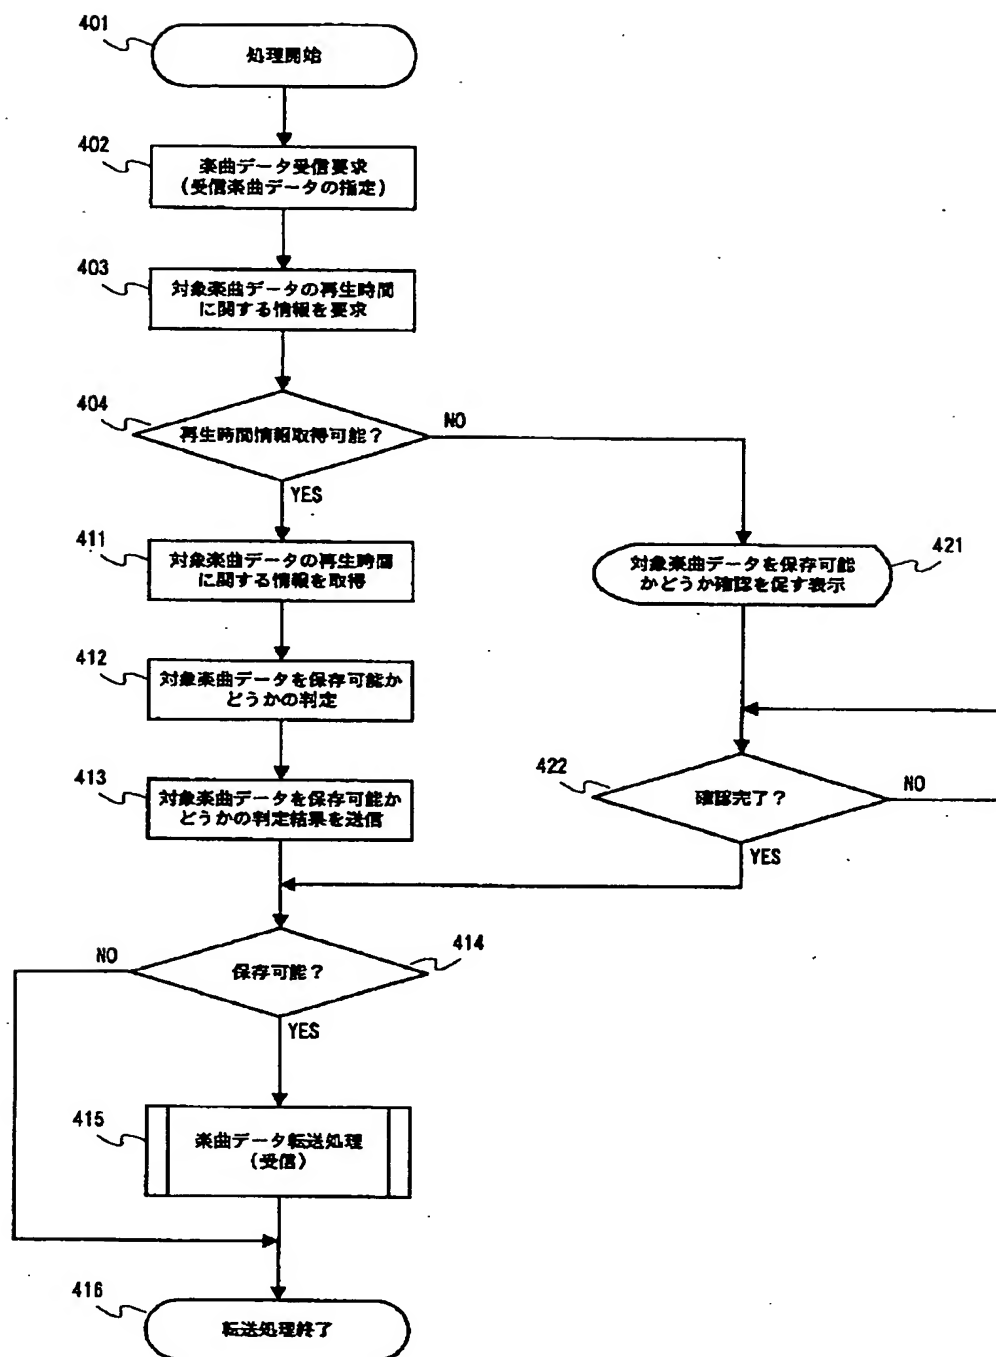 401
処理開始
402
楽曲データ受信要求
(受信楽曲データの指定)
403
対象楽曲データの再生時間
に関する情報を要求
404
再生時間情報取得可能?
NO
YES
411
対象楽曲データの再生時間
に関する情報を取得
421
対象楽曲データを保存可能
かどうか確認を促す表示
412
対象楽曲データを保存可能か
どうかの判定
413
対象楽曲データを保存可能か
どうかの判定結果を送信
422
確認完了?
NO
YES
414
保存可能?
NO
YES
415
楽曲データ転送処理
(受信)
416
転送処理終了